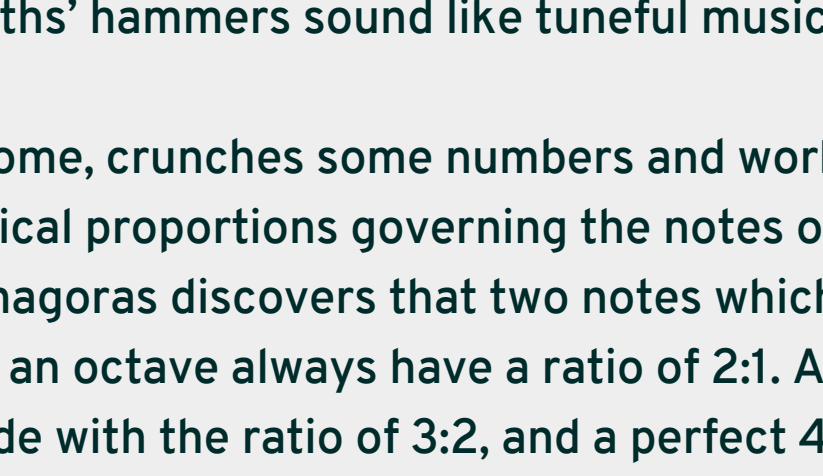 ths’ hammers sound like tuneful music
ome, crunches some numbers and work
ical proportions governing the notes o
hagoras discovers that two notes which
an octave always have a ratio of 2:1. A
de with the ratio of 3:2, and a perfect 4